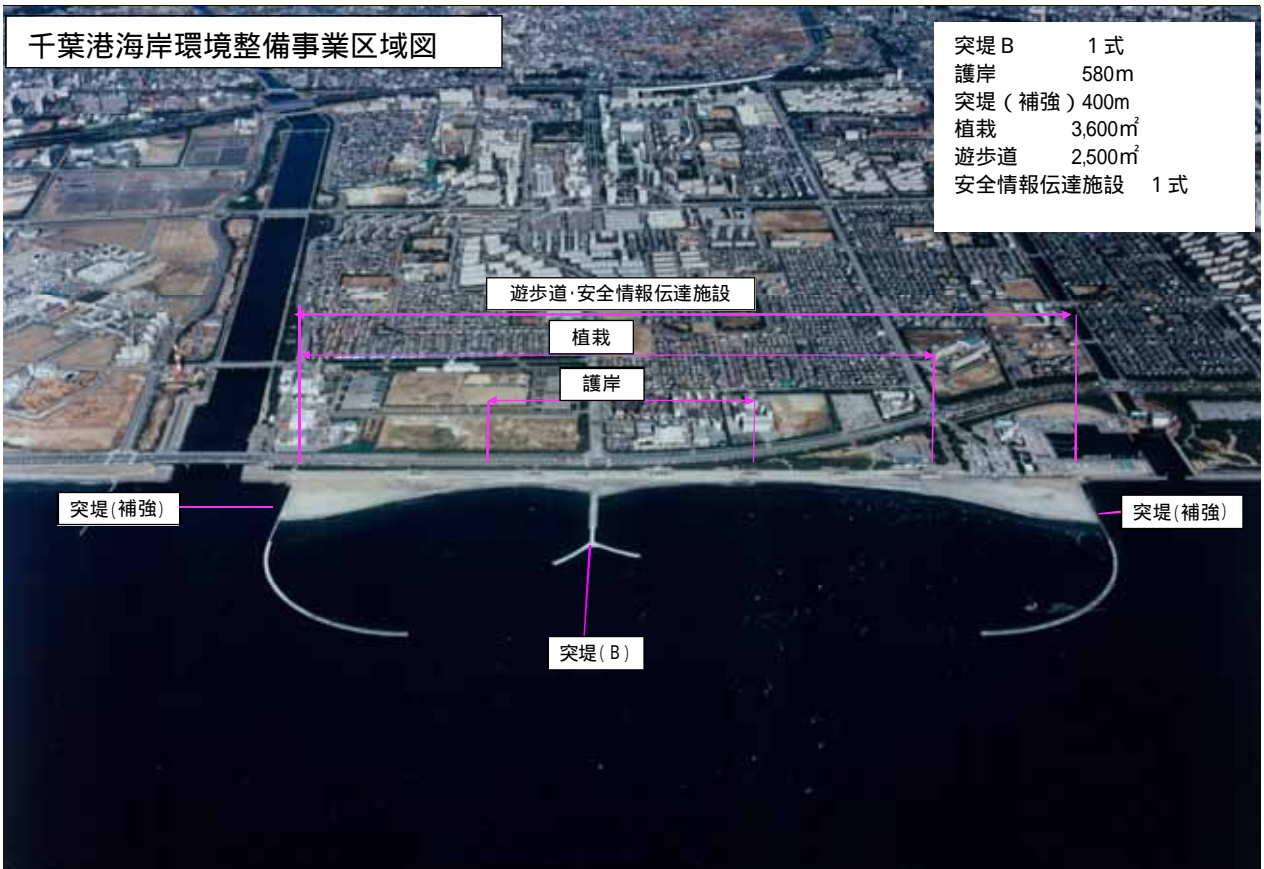 千葉港海岸環境整備事業区域図
突堤B 1式
護岸 580m
突堤(補強)400m
植栽 3,600㎡
遊歩道 2,500㎡
安全情報伝達施設 1式
遊歩道・安全情報伝達施設
植栽
護岸
突堤(補強)
突堤(補強)
突堤(B)